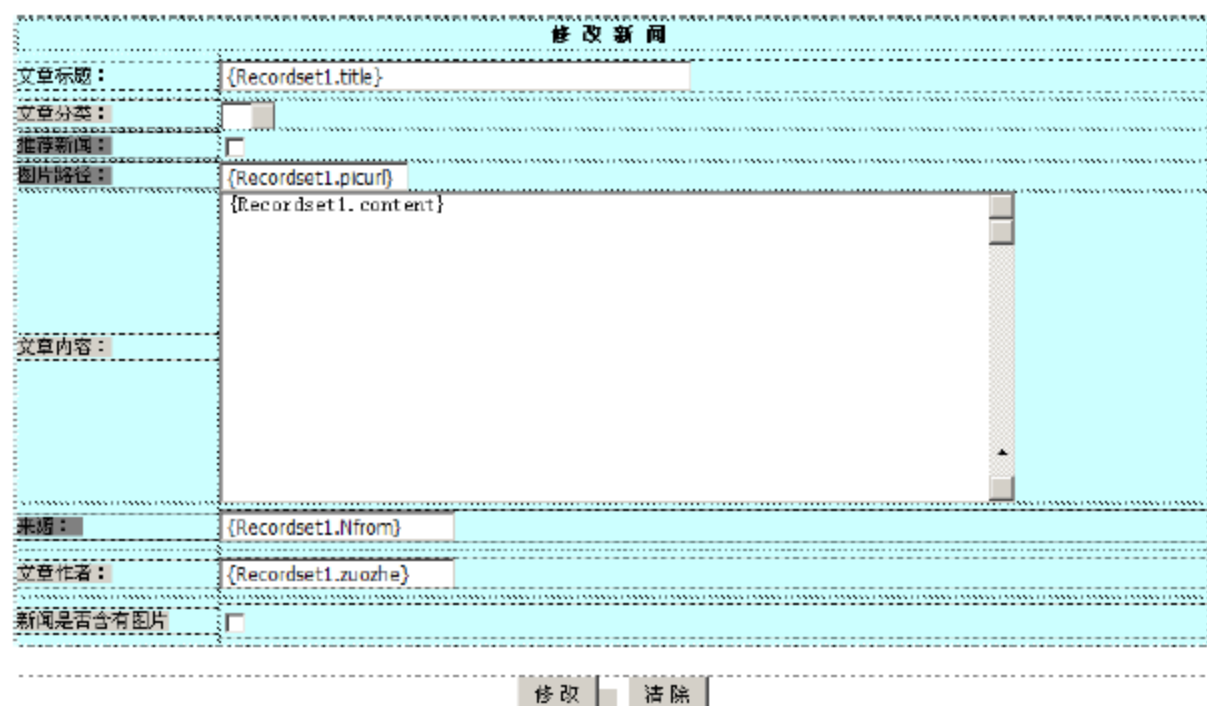 修 改 新 闻
文章标题： {Recordset1.title}
文章分类：
推荐新闻：
图片路径： {Recordset1.picurl}
{Recordset1.content}
文章内容：
来源： {Recordset1.Nfrom}
文章作者： {Recordset1.zuozhe}
新闻是否含有图片
修 改 清 除